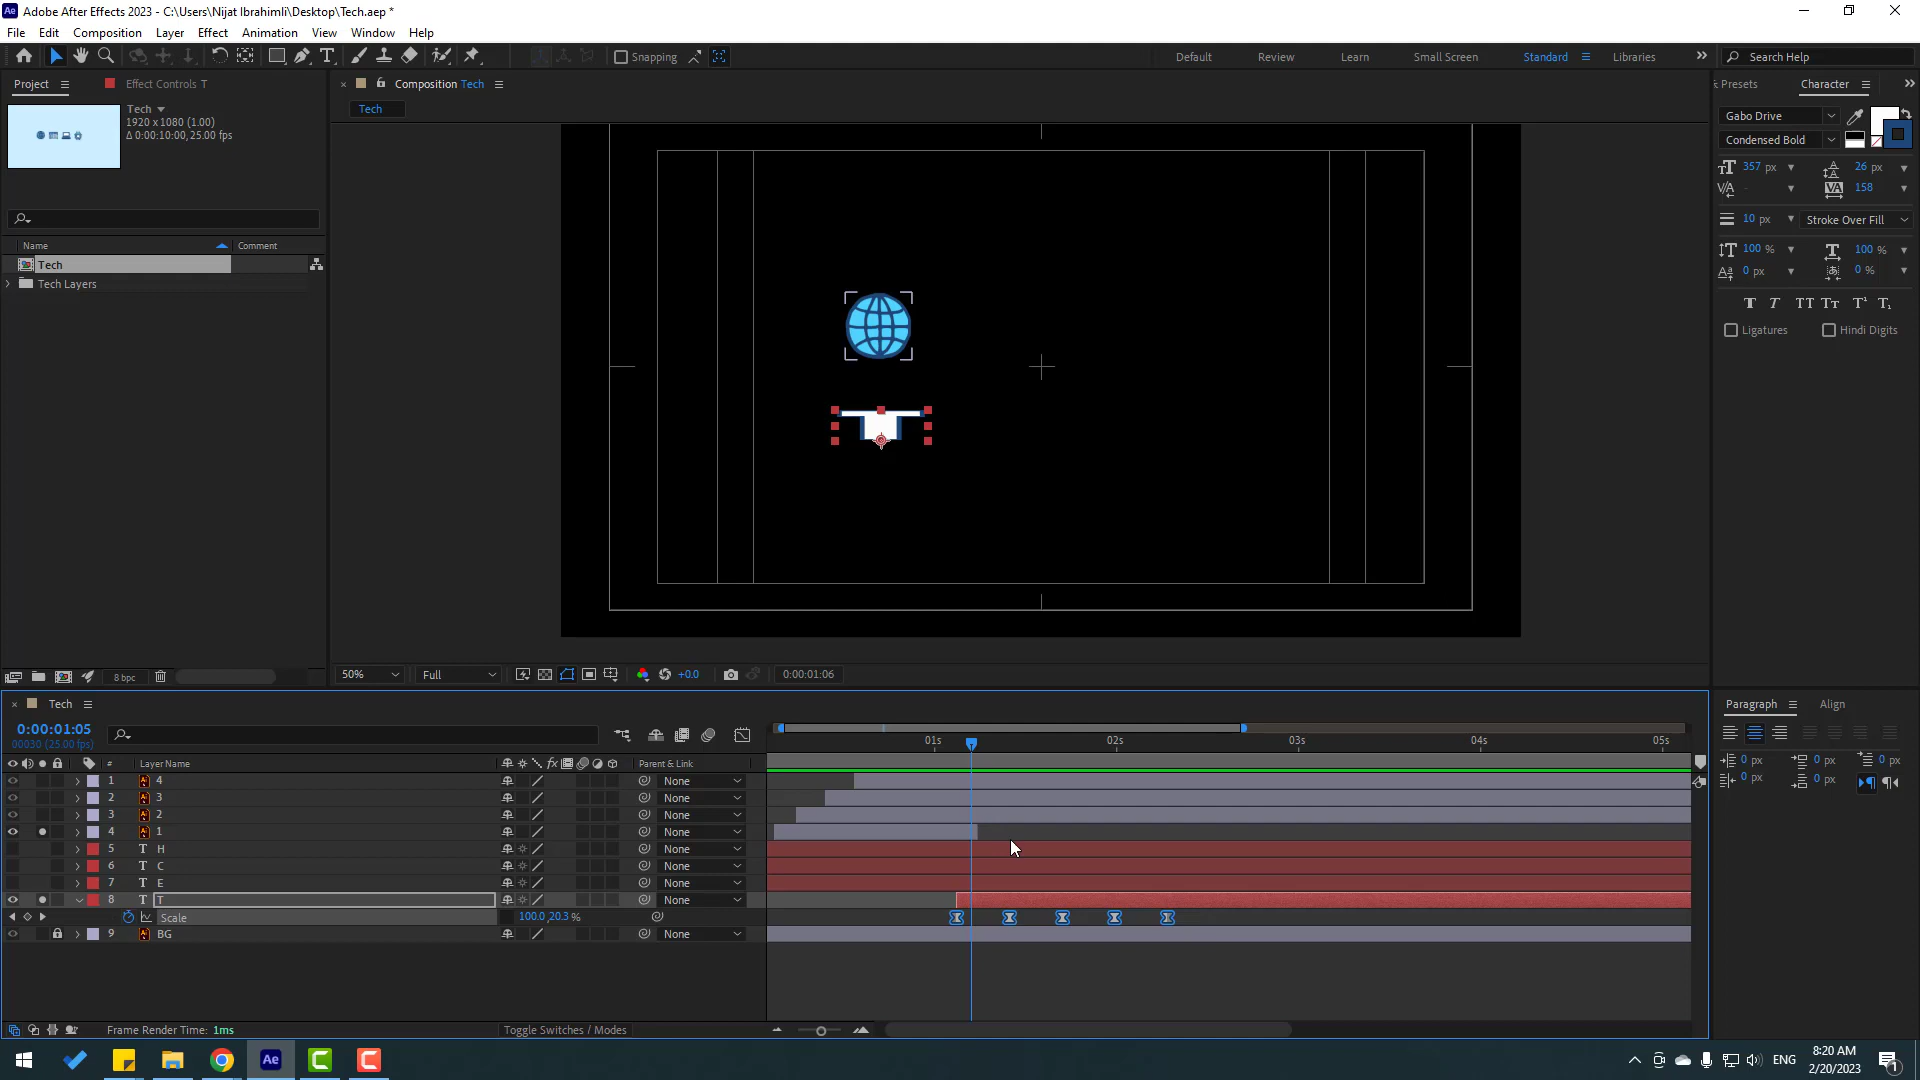 Adobe After Effects 2023 - C:\Users\Nijat Ibrahimli\Desktop\Tech.aep *
File Edit Composition Layer Effect Animation View Window Help
Snapping
Default Review Learn Small Screen Standard Libraries
Search Help
Project
Effect Controls T
Tech
1920 x 1080 (1.00)
Δ 0:00:10:00, 25.00 fps
Name Comment
Tech
Tech Layers
8 bpc
Composition Tech
Tech
50% Full +0.0 0:00:01:06
Presets Character
Gabo Drive
Condensed Bold
357 px 26 px
- 158
10 px Stroke Over Fill
100 % 100 %
0 px 0 %
Ligatures Hindi Digits
Tech
0:00:01:05
00030 (25.00 fps)
# Layer Name Parent & Link
01s 02s 03s 04s 05s
1 4 None
2 3 None
3 2 None
4 1 None
5 T H None
6 T C None
7 T E None
8 T T None
Scale 100.0, 20.3 %
9 BG None
Frame Render Time: 1ms
Toggle Switches / Modes
Paragraph Align
0 px 0 px 0 px
0 px 0 px
ENG
8:20 AM
2/20/2023
1